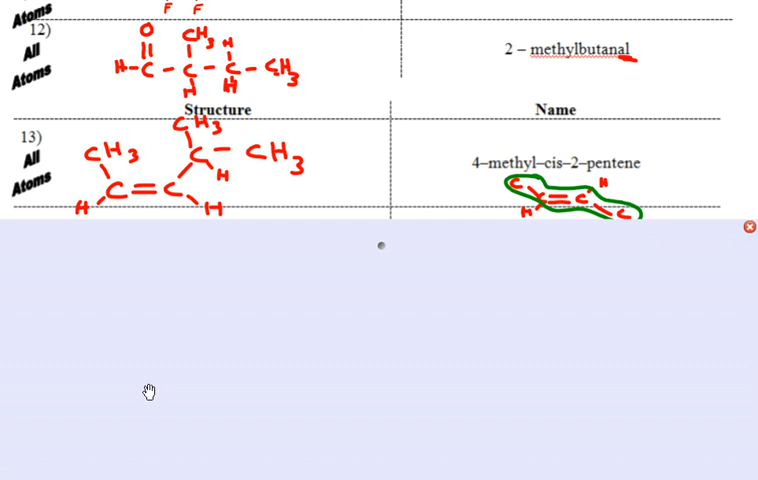 Atoms
F F
12)
All
Atoms
O CH3 H
H-C-C-C-CH3
H H
2 – methylbutanal
Structure Name
13)
All
Atoms
CH3
CH3 C-CH3
H
C=C
H H
4–methyl–cis–2–pentene
C H
C=C
H C